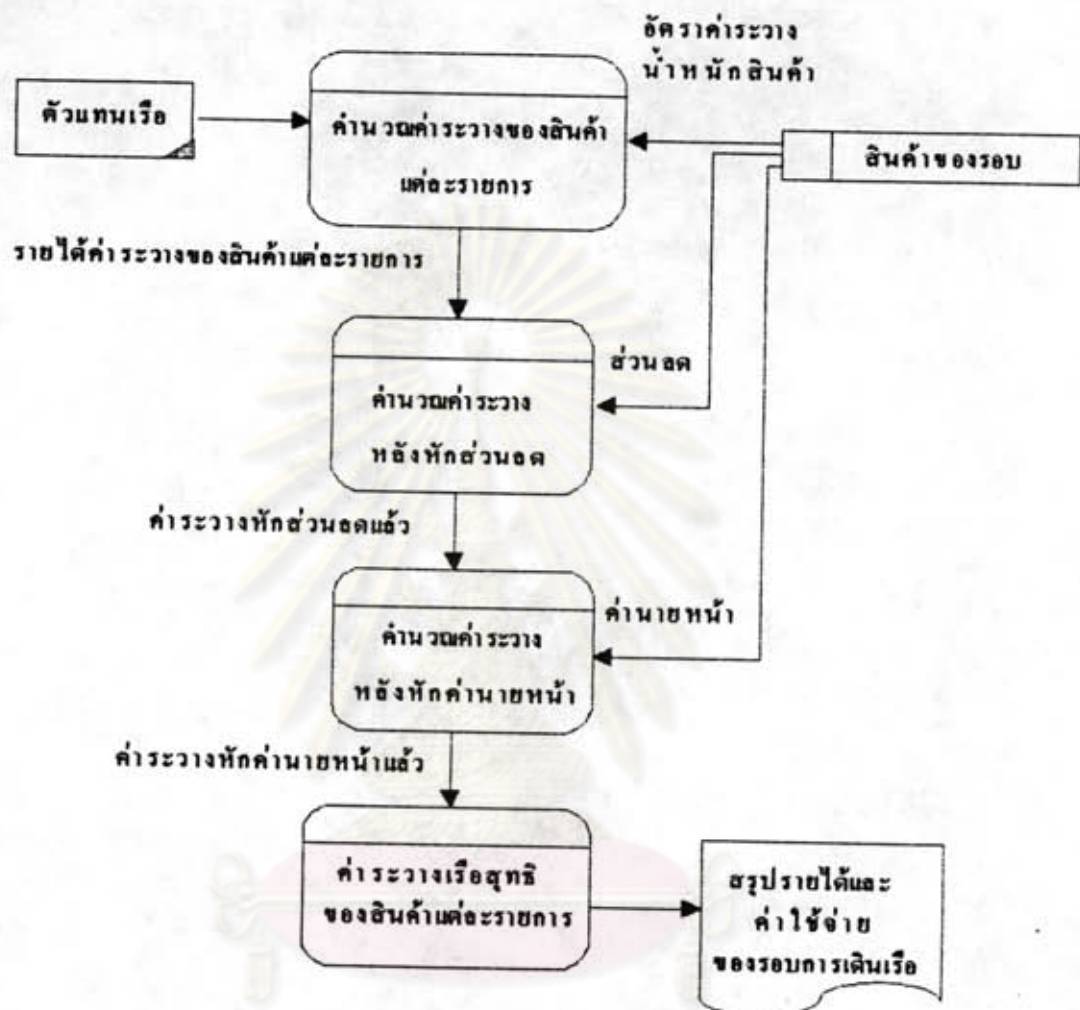 อัตราค่าระวาง
น้ำหนักสินค้า
ตัวแทนเรือ
คำนวณค่าระวางของสินค้า
แต่ละรายการ
สินค้าของรอบ
รายได้ค่าระวางของสินค้าแต่ละรายการ
ส่วนลด
คำนวณค่าระวาง
หลังหักส่วนลด
ค่าระวางหักส่วนลดแล้ว
ค่านายหน้า
คำนวณค่าระวาง
หลังหักค่านายหน้า
ค่าระวางหักค่านายหน้าแล้ว
ค่าระวางเรือสุทธิ
ของสินค้าแต่ละรายการ
สรุปรายได้และ
ค่าใช้จ่าย
ของรอบการเดินเรือ